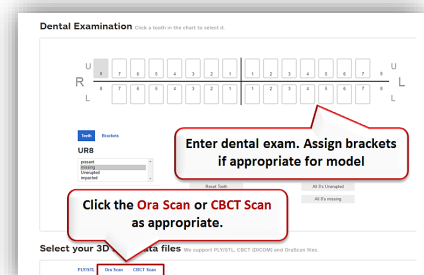 Dental Examination Click a tooth in the chart to select it.
U U
8 7 6 5 4 3 2 1 1 2 3 4 5 6 7 8
R L
8 7 6 5 4 3 2 1 1 2 3 4 5 6 7 8
L L
Teeth Brackets
UR8
present
missing
Unerupted
impacted
Enter dental exam. Assign brackets
if appropriate for model
Reset Tooth All 8's Unerupted
All 8's missing
Click the Ora Scan or CBCT Scan
as appropriate.
Select your 3D data files We support PLY/STL, CBCT (DICOM) and OraScan files.
PLY/STL Ora Scan CBCT Scan